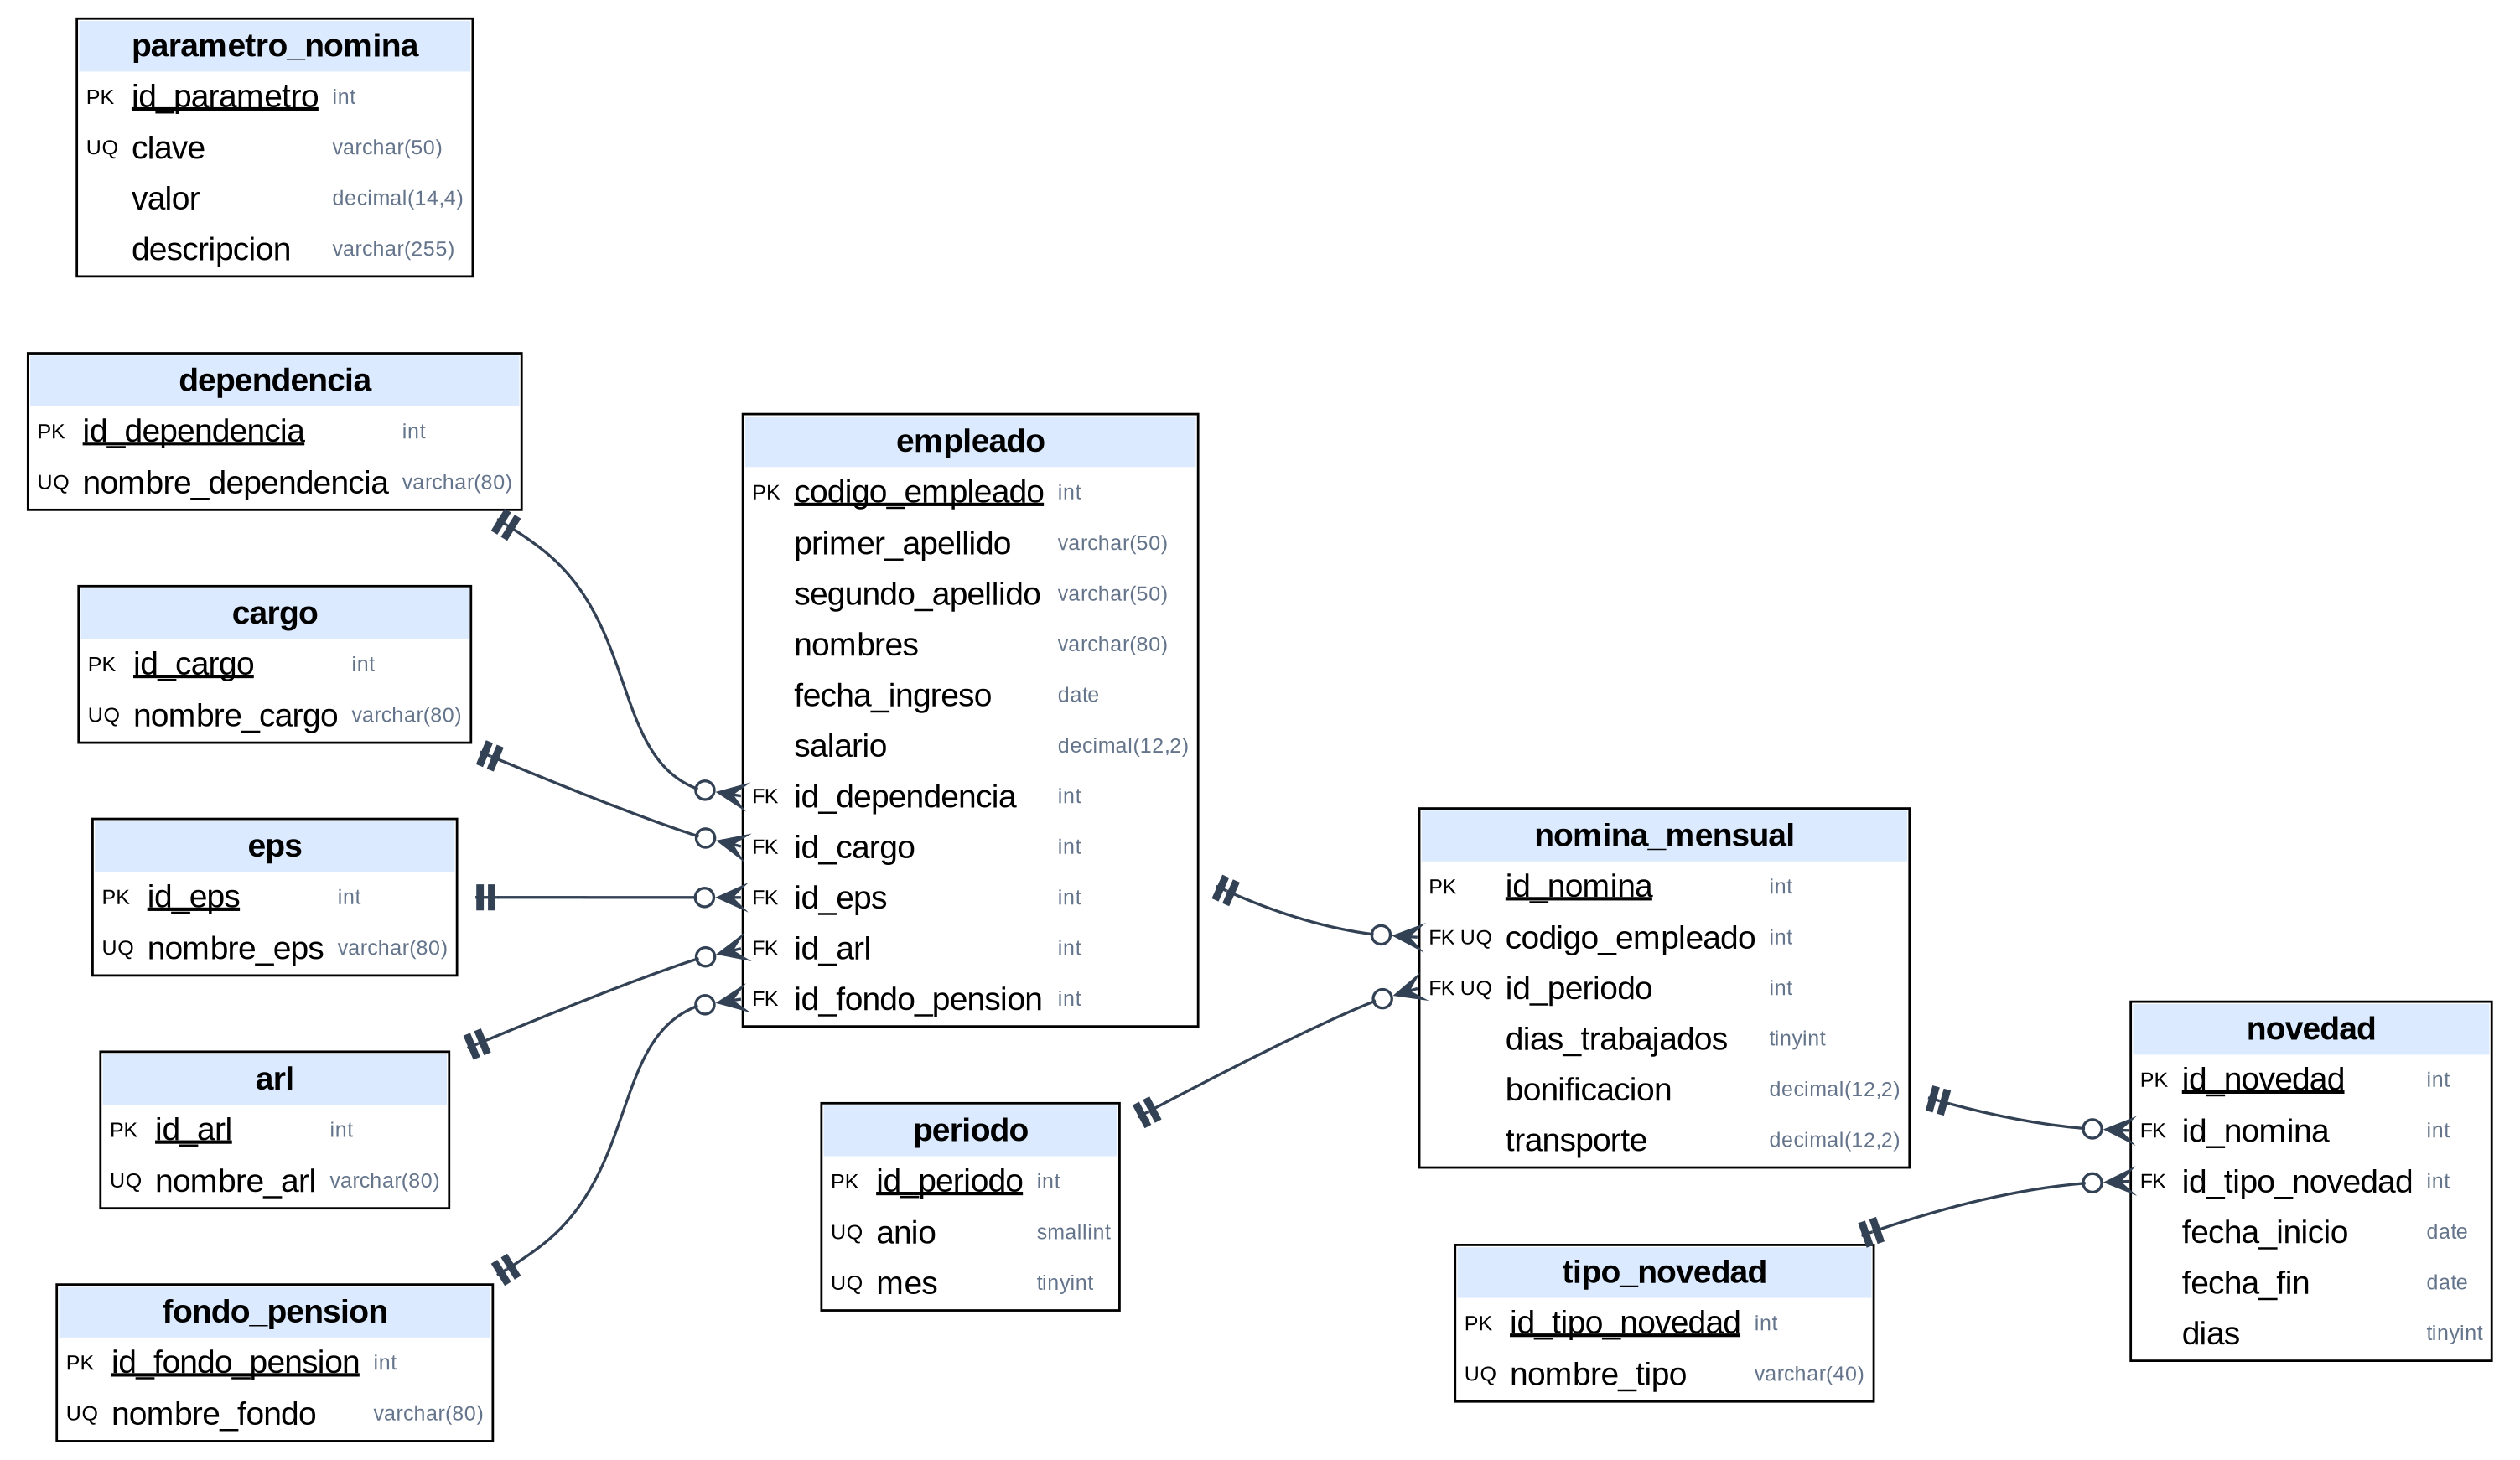 parametro_nomina
PK id_parametro int
UQ clave varchar(50)
valor decimal(14,4)
descripcion varchar(255)
dependencia
PK id_dependencia int
UQ nombre_dependencia varchar(80)
cargo
PK id_cargo int
UQ nombre_cargo varchar(80)
eps
PK id_eps int
UQ nombre_eps varchar(80)
arl
PK id_arl int
UQ nombre_arl varchar(80)
fondo_pension
PK id_fondo_pension int
UQ nombre_fondo varchar(80)
empleado
PK codigo_empleado int
primer_apellido varchar(50)
segundo_apellido varchar(50)
nombres varchar(80)
fecha_ingreso date
salario decimal(12,2)
FK id_dependencia int
FK id_cargo int
FK id_eps int
FK id_arl int
FK id_fondo_pension int
periodo
PK id_periodo int
UQ anio smallint
UQ mes tinyint
nomina_mensual
PK id_nomina int
FK UQ codigo_empleado int
FK UQ id_periodo int
dias_trabajados tinyint
bonificacion decimal(12,2)
transporte decimal(12,2)
tipo_novedad
PK id_tipo_novedad int
UQ nombre_tipo varchar(40)
novedad
PK id_novedad int
FK id_nomina int
FK id_tipo_novedad int
fecha_inicio date
fecha_fin date
dias tinyint